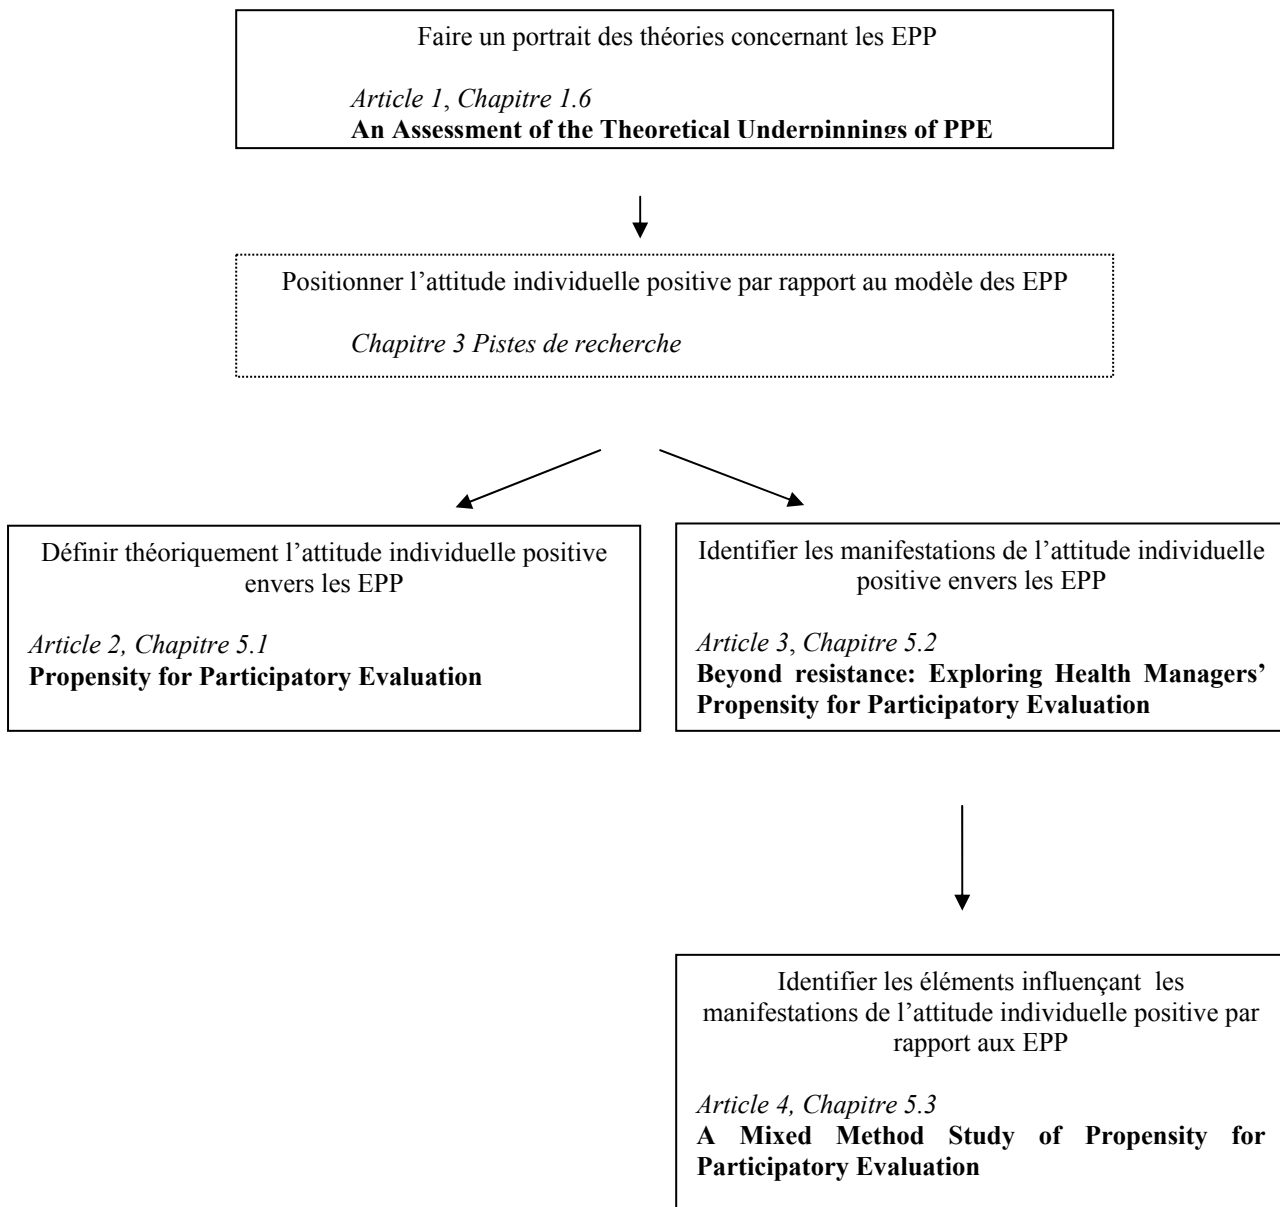 Faire un portrait des théories concernant les EPP
Article 1, Chapitre 1.6
An Assessment of the Theoretical Underpinnings of PPE
Positionner l’attitude individuelle positive par rapport au modèle des EPP
Chapitre 3 Pistes de recherche
Définir théoriquement l’attitude individuelle positive
envers les EPP
Article 2, Chapitre 5.1
Propensity for Participatory Evaluation
Identifier les manifestations de l’attitude individuelle
positive envers les EPP
Article 3, Chapitre 5.2
Beyond resistance: Exploring Health Managers’
Propensity for Participatory Evaluation
Identifier les éléments influençant les
manifestations de l’attitude individuelle positive par
rapport aux EPP
Article 4, Chapitre 5.3
A Mixed Method Study of Propensity for
Participatory Evaluation